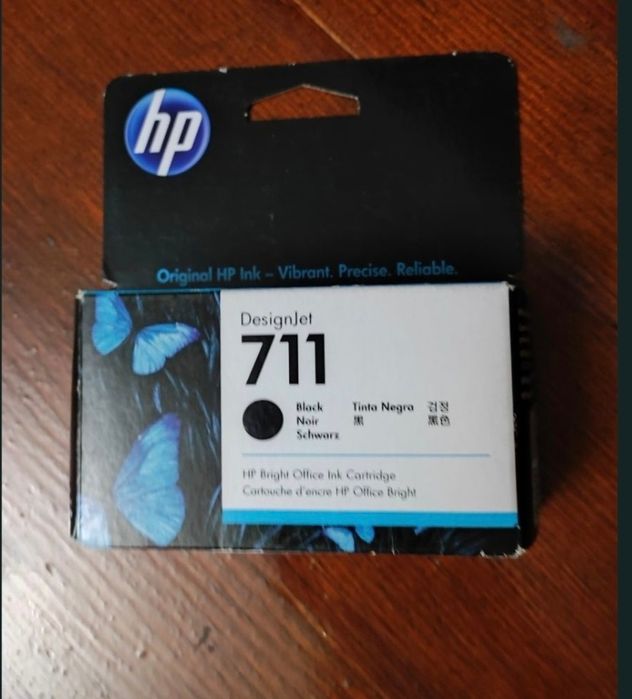 hp
Original HP Ink – Vibrant. Precise. Reliable.
DesignJet
711
Black Tinta Negra 검정
Noir 黒 黑色
Schwarz
HP Bright Office Ink Cartridge
Cartouche d'encre HP Office Bright